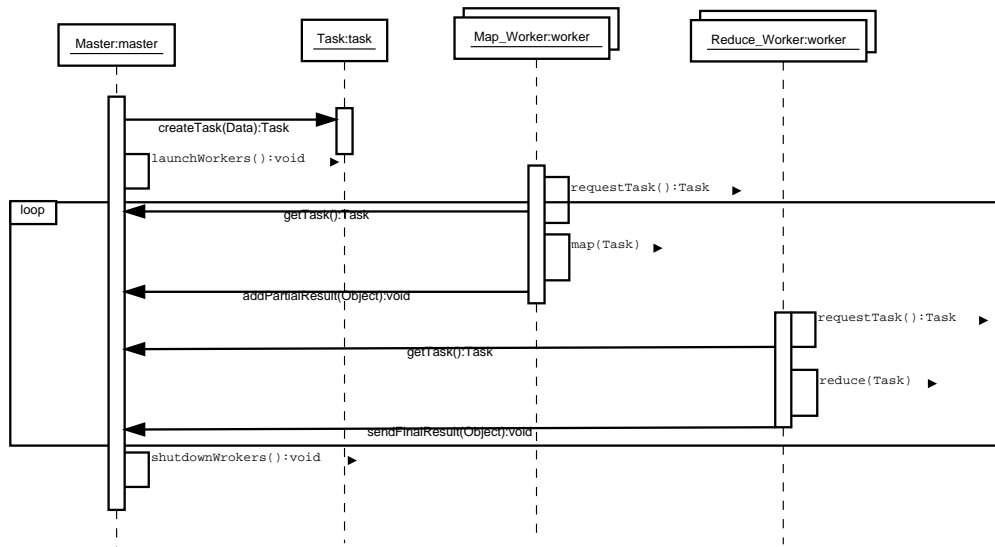 Master:master
Task:task
Map_Worker:worker
Reduce_Worker:worker
createTask(Data):Task
launchWorkers():void
requestTask():Task
loop
getTask():Task
map(Task)
addPartialResult(Object):void
requestTask():Task
getTask():Task
reduce(Task)
sendFinalResult(Object):void
shutdownWrokers():void